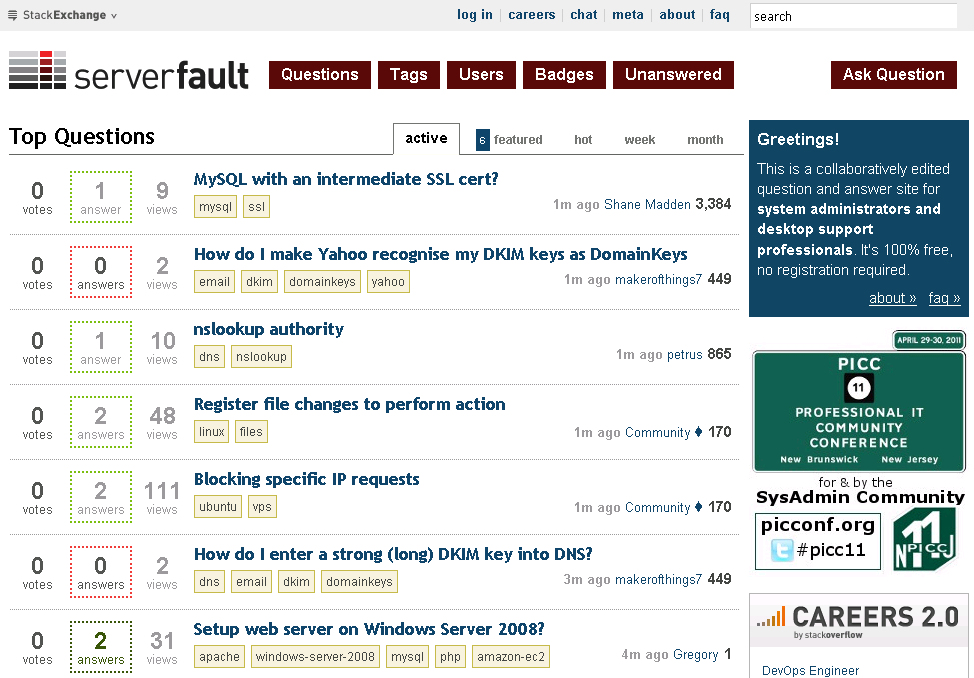 StackExchange
log in careers chat meta about faq
search
serverfault
Questions Tags Users Badges Unanswered Ask Question
Top Questions
active 6 featured hot week month
0 votes 1 answer 9 views
MySQL with an intermediate SSL cert?
mysql ssl
1m ago Shane Madden 3,384
0 votes 0 answers 2 views
How do I make Yahoo recognise my DKIM keys as DomainKeys
email dkim domainkeys yahoo
1m ago makerofthings7 449
0 votes 1 answer 10 views
nslookup authority
dns nslookup
1m ago petrus 865
0 votes 2 answers 48 views
Register file changes to perform action
linux files
1m ago Community ♦ 170
0 votes 2 answers 111 views
Blocking specific IP requests
ubuntu vps
1m ago Community ♦ 170
0 votes 0 answers 2 views
How do I enter a strong (long) DKIM key into DNS?
dns email dkim domainkeys
3m ago makerofthings7 449
0 votes 2 answers 31 views
Setup web server on Windows Server 2008?
apache windows-server-2008 mysql php amazon-ec2
4m ago Gregory 1
Greetings!
This is a collaboratively edited
question and answer site for
system administrators and
desktop support
professionals. It's 100% free,
no registration required.
about » faq »
APRIL 29-30, 2011
PICC
11
PROFESSIONAL IT
COMMUNITY
CONFERENCE
New Brunswick New Jersey
for & by the
SysAdmin Community
picconf.org
#picc11
11
NJ PICC
CAREERS 2.0
by stackoverflow
DevOps Engineer